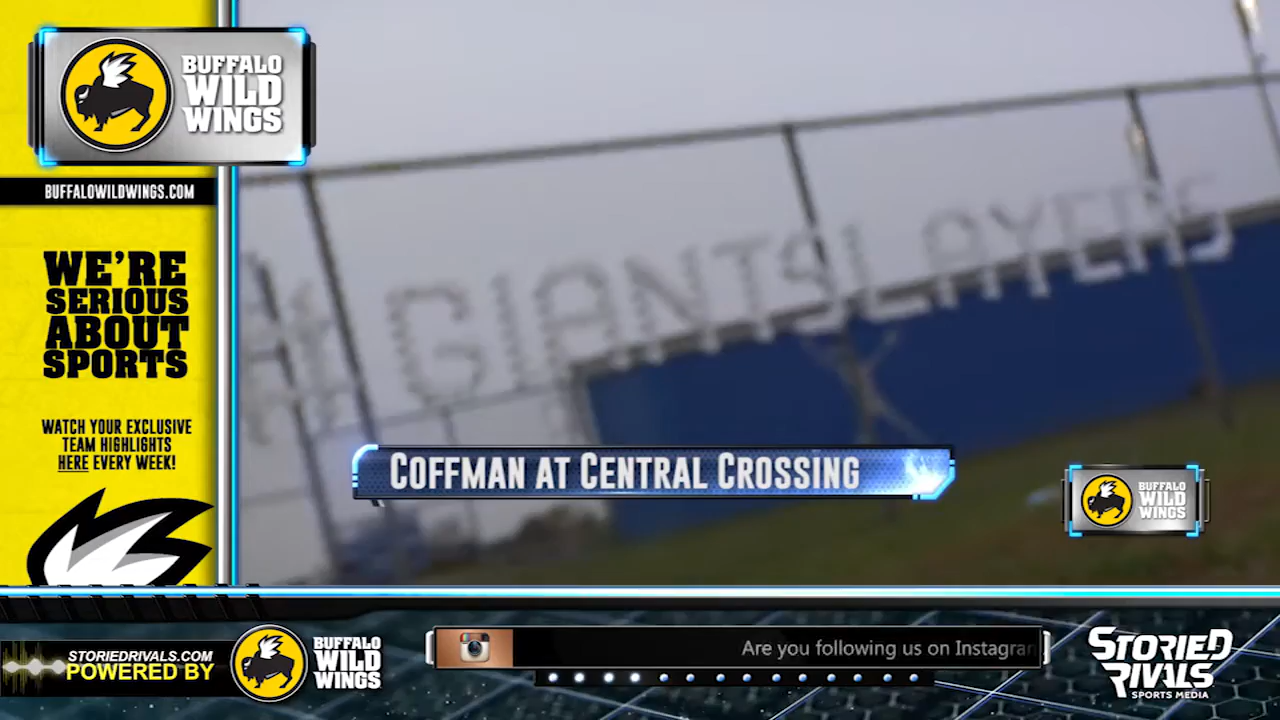 BUFFALO
WILD
WINGS
BUFFALOWILDWINGS.COM
WE'RE
SERIOUS
ABOUT
SPORTS
WATCH YOUR EXCLUSIVE
TEAM HIGHLIGHTS
HERE EVERY WEEK!
GIANTSLAYERS
COFFMAN AT CENTRAL CROSSING
BUFFALO
WILD
WINGS
STORIEDRIVALS.COM
POWERED BY
BUFFALO
WILD
WINGS
Are you following us on Instagram
STORIED
RIVALS
SPORTS MEDIA